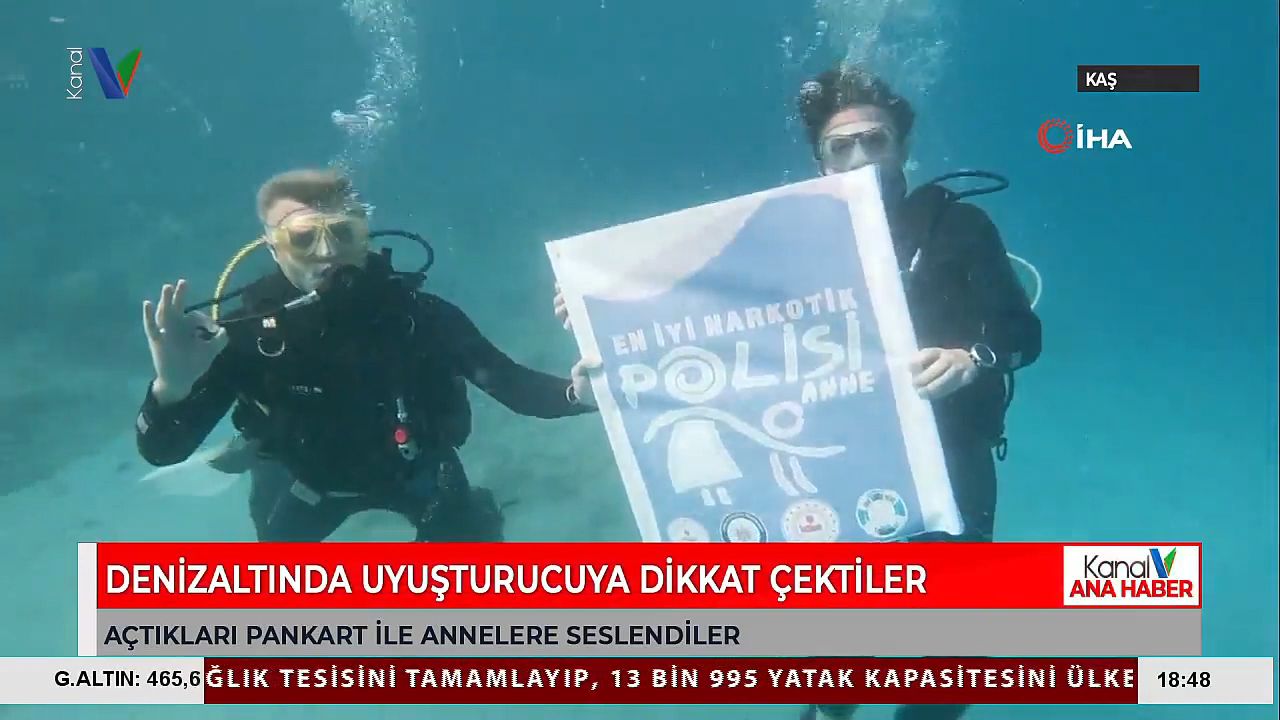 Kanal
V
KAŞ
İHA
EN İYİ NARKOTİK
POLİSİ
ANNE
DENİZALTINDA UYUŞTURUCUYA DİKKAT ÇEKTİLER
Kanal V
ANA HABER
AÇTIKLARI PANKART İLE ANNELERE SESLENDİLER
G.ALTIN: 465,6
ĞLIK TESİSİNİ TAMAMLAYIP, 13 BİN 995 YATAK KAPASİTESİNİ ÜLKE
18:48